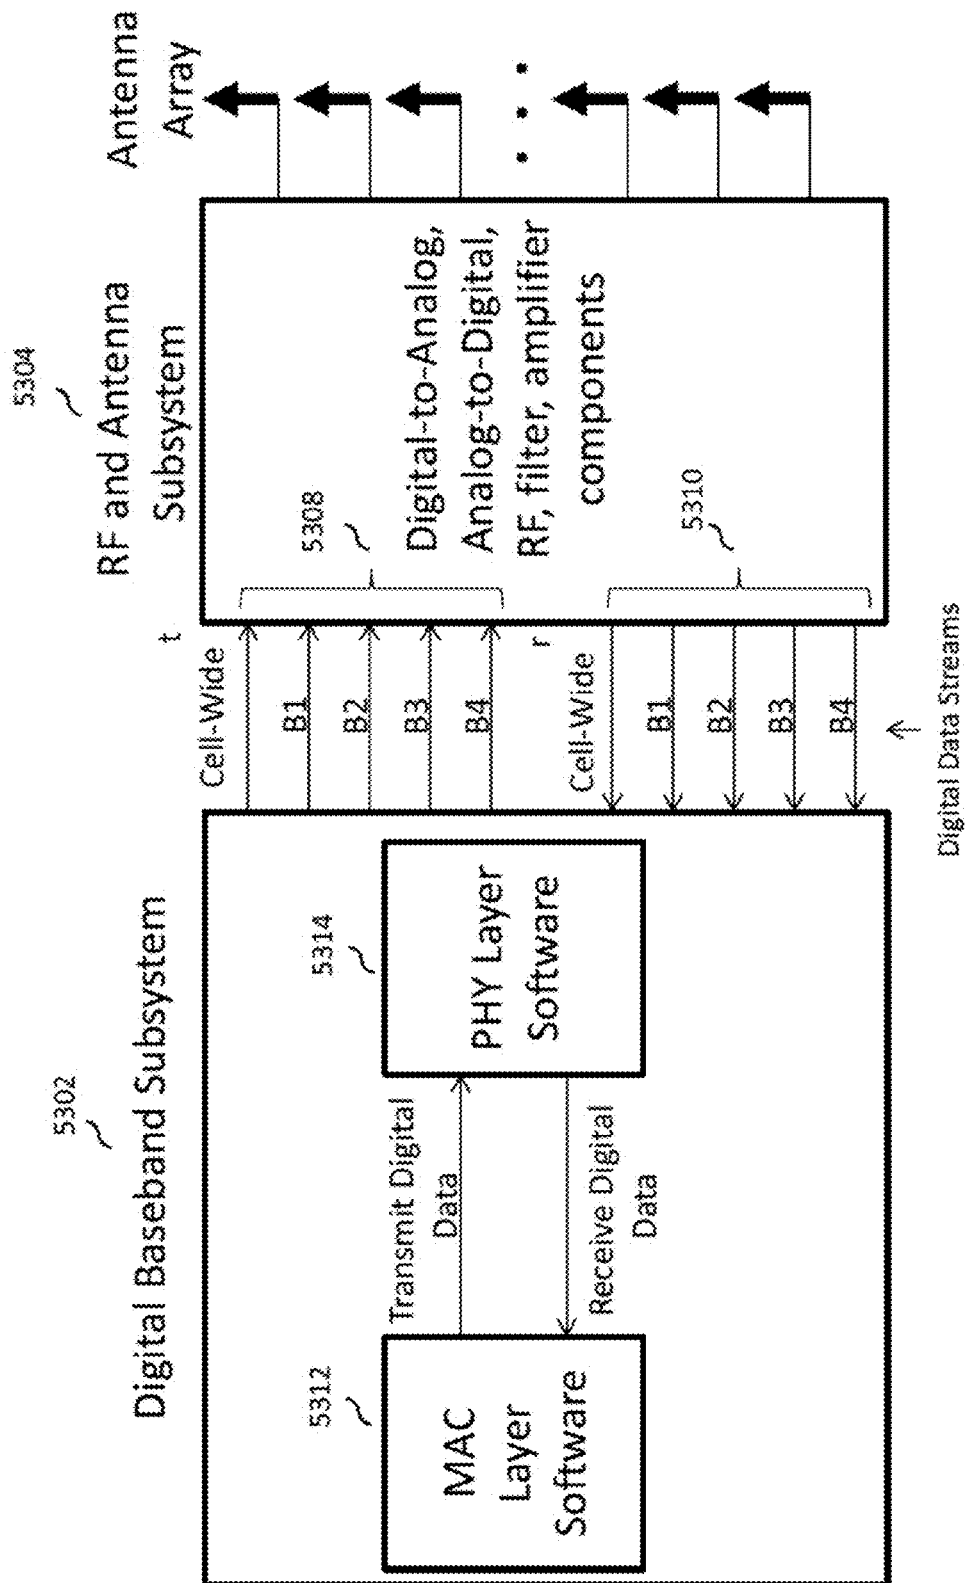 5302
Digital Baseband Subsystem
5304
RF and Antenna
Subsystem
Antenna
Array
t
Cell-Wide
B1
B2
B3
B4
r
Cell-Wide
B1
B2
B3
B4
Digital Data Streams
5308
5310
Digital-to-Analog,
Analog-to-Digital,
RF, filter, amplifier
components
5312
MAC
Layer
Software
Transmit Digital
Data
Receive Digital
Data
5314
PHY Layer
Software